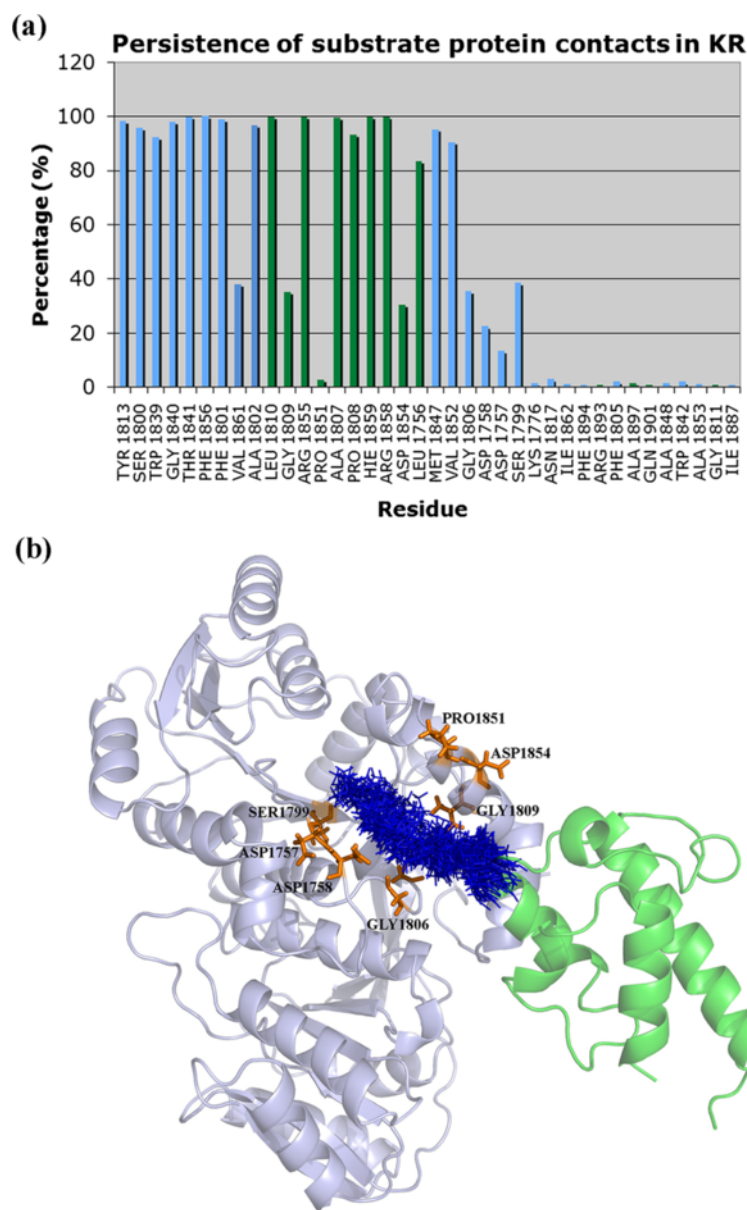 (a)
Persistence of substrate protein contacts in KR
120
100
80
60
40
20
0
Percentage (%)
TYR 1813
SER 1800
TRP 1839
GLY 1840
THR 1841
PHE 1856
PHE 1801
VAL 1861
ALA 1802
LEU 1810
GLY 1809
ARG 1855
PRO 1851
ALA 1807
PRO 1808
HIE 1859
ARG 1858
ASP 1854
LEU 1756
MET 1847
VAL 1852
GLY 1806
ASP 1758
ASP 1757
SER 1799
LYS 1776
ASN 1817
ILE 1862
PHE 1894
ARG 1893
PHE 1805
ALA 1897
GLN 1901
ALA 1848
TRP 1842
ALA 1853
GLY 1811
ILE 1887
Residue
(b)
PRO1851
ASP1854
GLY1809
SER1799
ASP1757
ASP1758
GLY1806